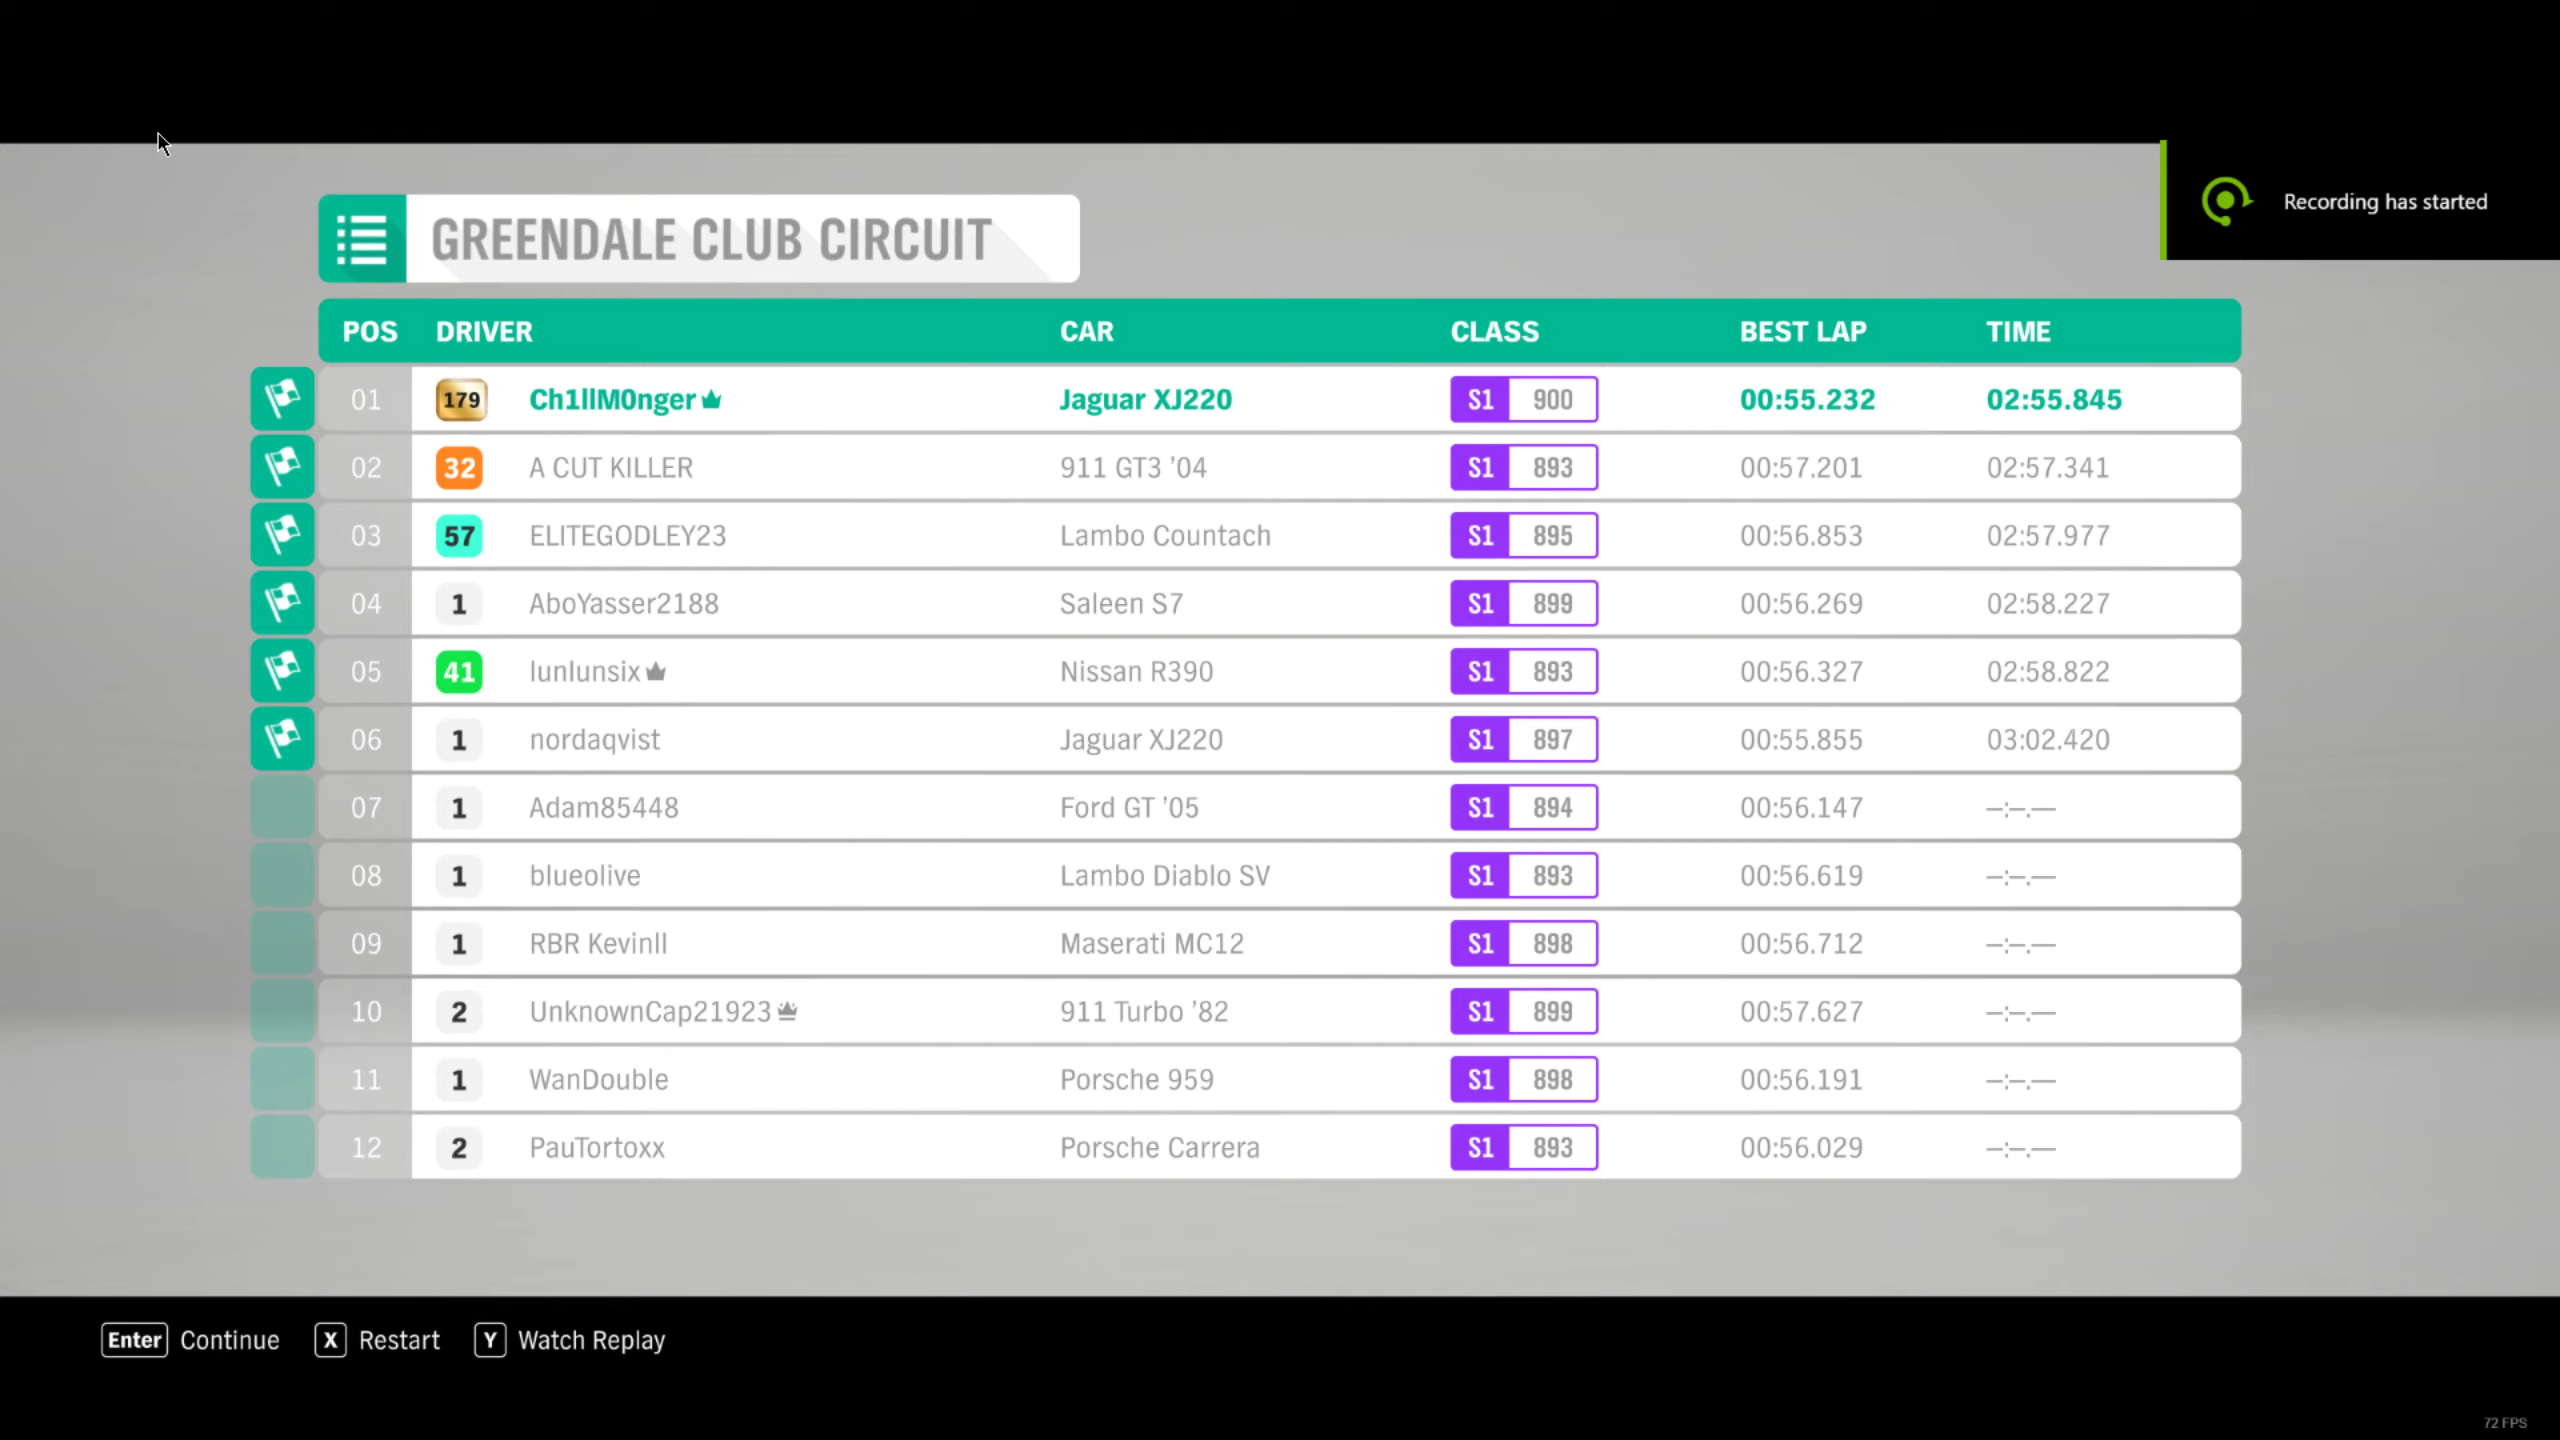 Recording has started
GREENDALE CLUB CIRCUIT
POS DRIVER CAR CLASS BEST LAP TIME
01 179 Ch1llM0nger Jaguar XJ220 S1 900 00:55.232 02:55.845
02 32 A CUT KILLER 911 GT3 '04 S1 893 00:57.201 02:57.341
03 57 ELITEGODLEY23 Lambo Countach S1 895 00:56.853 02:57.977
04 1 AboYasser2188 Saleen S7 S1 899 00:56.269 02:58.227
05 41 lunlunsix Nissan R390 S1 893 00:56.327 02:58.822
06 1 nordaqvist Jaguar XJ220 S1 897 00:55.855 03:02.420
07 1 Adam85448 Ford GT '05 S1 894 00:56.147 –:–.—
08 1 blueolive Lambo Diablo SV S1 893 00:56.619 –:–.—
09 1 RBR Kevinll Maserati MC12 S1 898 00:56.712 –:–.—
10 2 UnknownCap21923 911 Turbo '82 S1 899 00:57.627 –:–.—
11 1 WanDouble Porsche 959 S1 898 00:56.191 –:–.—
12 2 PauTortoxx Porsche Carrera S1 893 00:56.029 –:–.—
Enter Continue X Restart Y Watch Replay
72 FPS